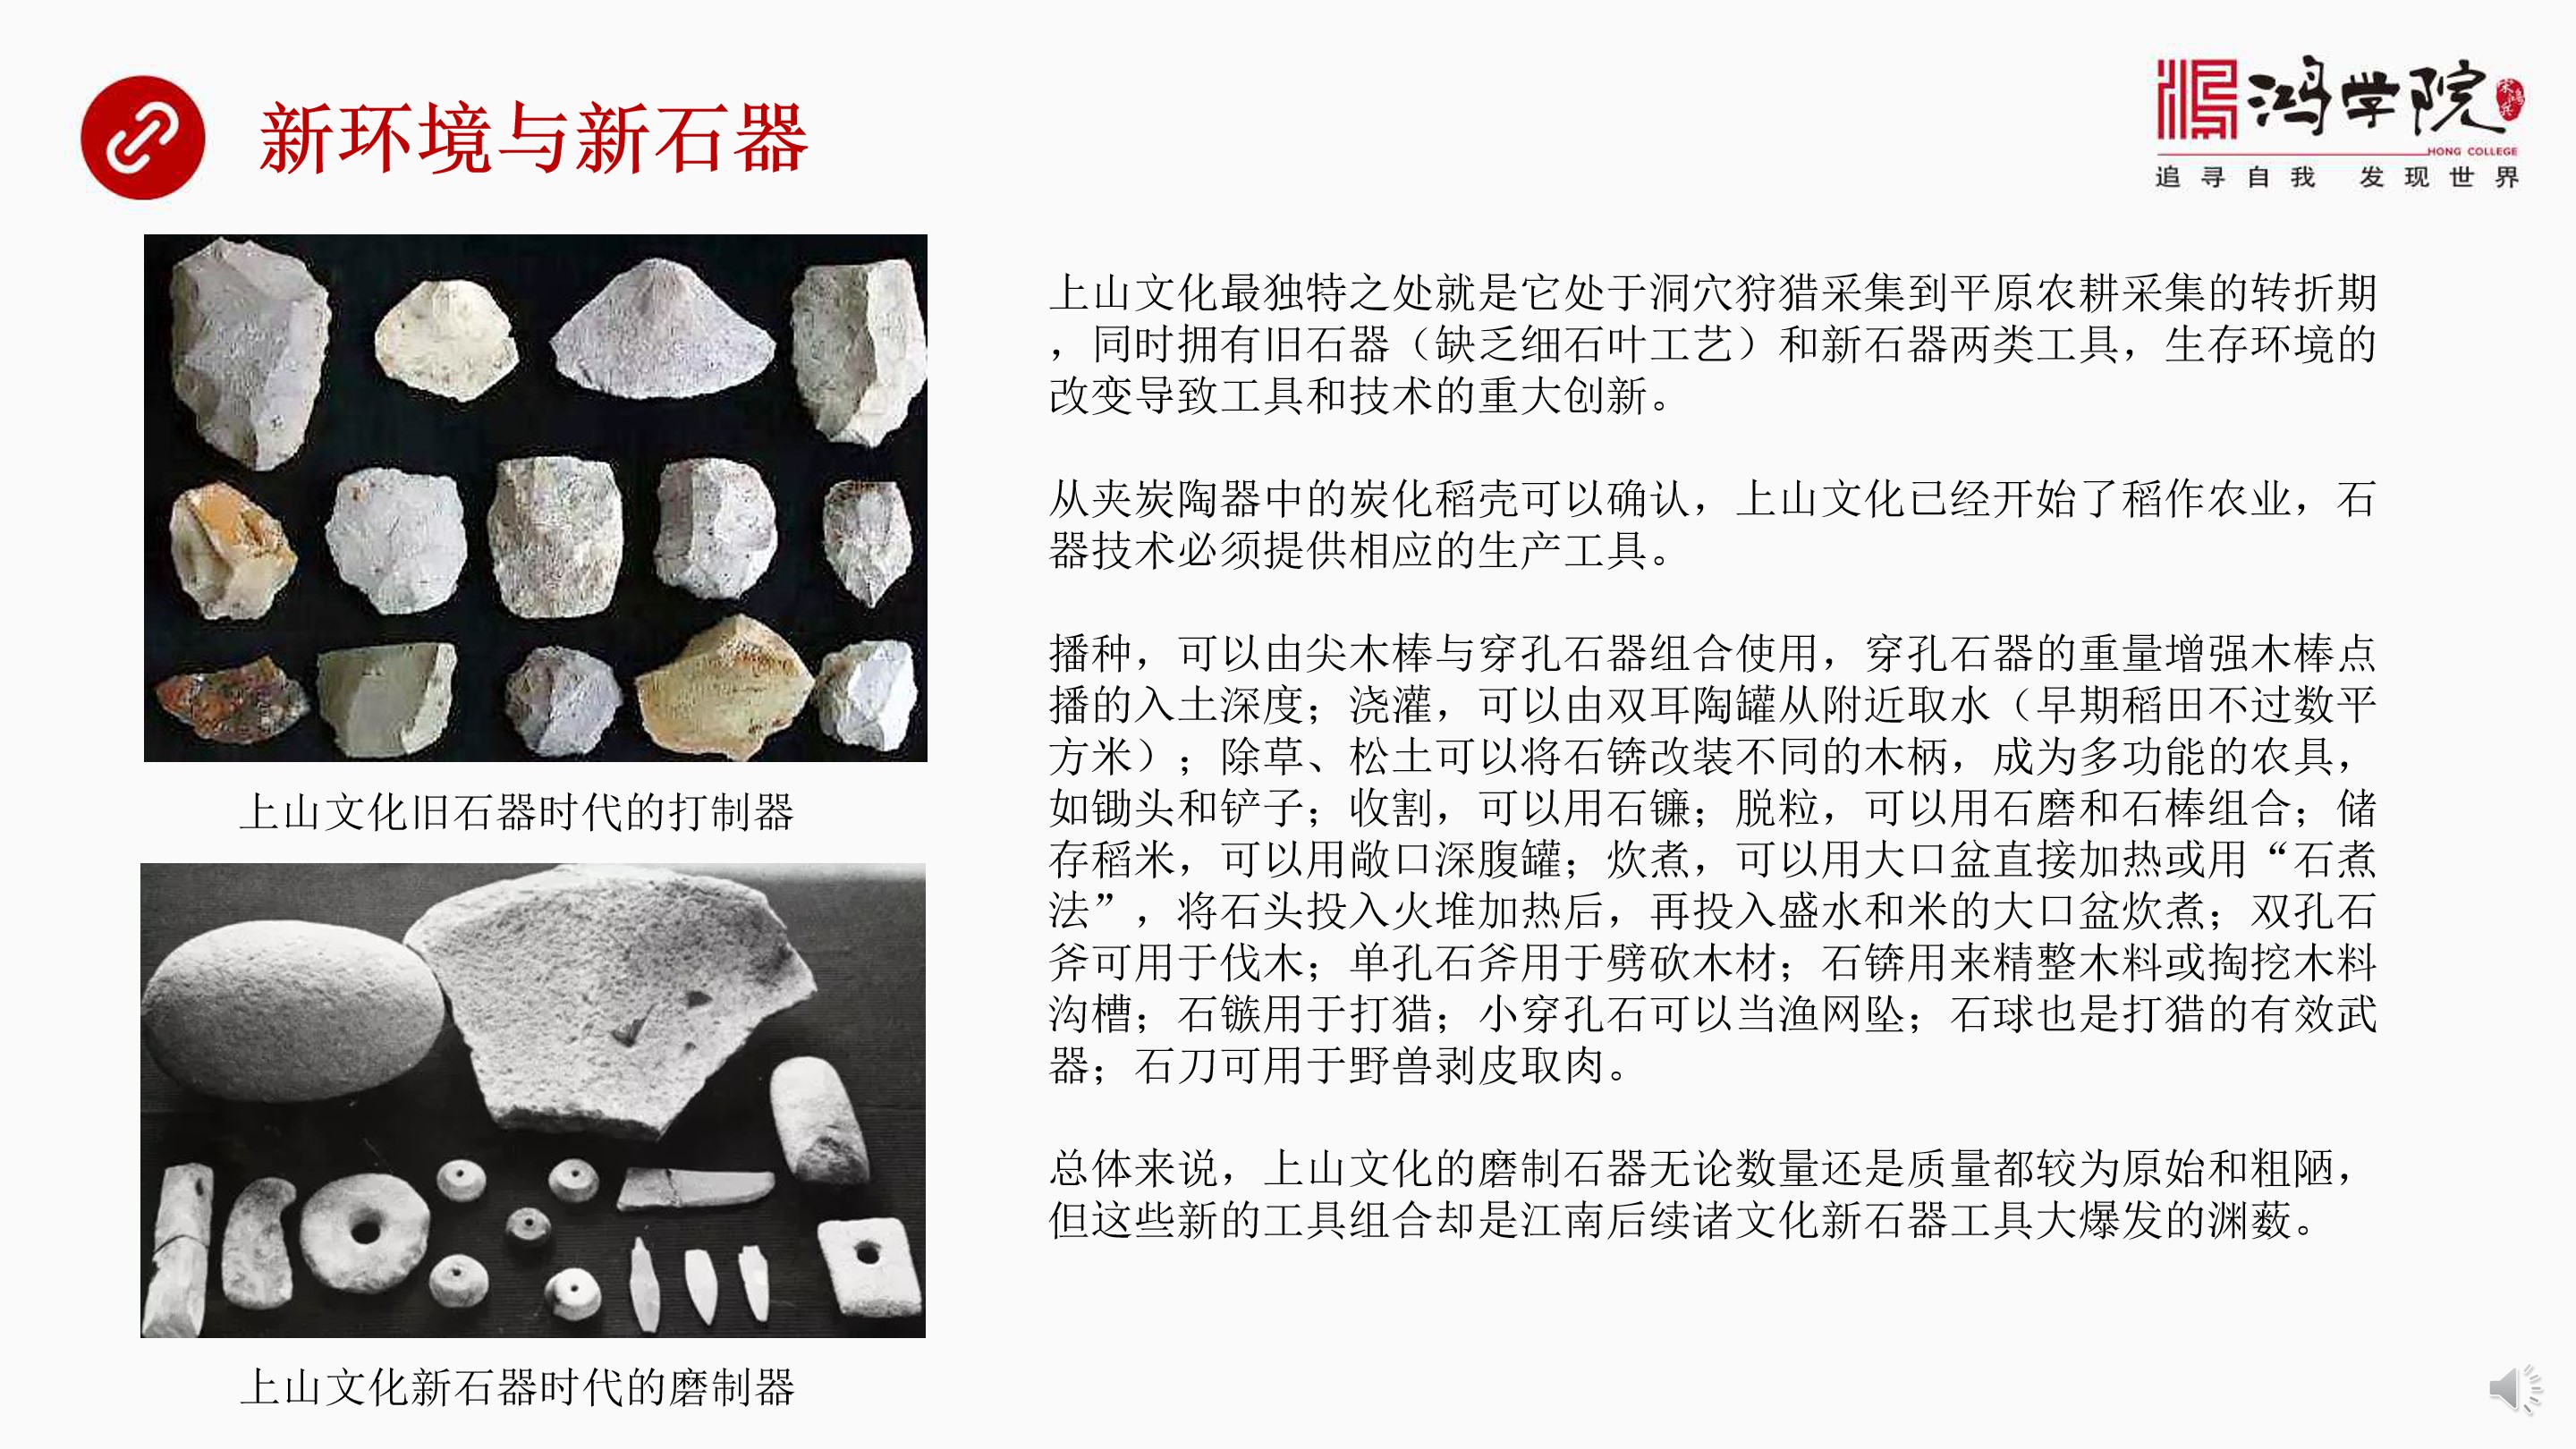 新环境与新石器
鸿学院
HONG COLLEGE
追寻自我 发现世界
上山文化旧石器时代的打制器
上山文化新石器时代的磨制器
上山文化最独特之处就是它处于洞穴狩猎采集到平原农耕采集的转折期
，同时拥有旧石器（缺乏细石叶工艺）和新石器两类工具，生存环境的
改变导致工具和技术的重大创新。
从夹炭陶器中的炭化稻壳可以确认，上山文化已经开始了稻作农业，石
器技术必须提供相应的生产工具。
播种，可以由尖木棒与穿孔石器组合使用，穿孔石器的重量增强木棒点
播的入土深度；浇灌，可以由双耳陶罐从附近取水（早期稻田不过数平
方米）；除草、松土可以将石锛改装不同的木柄，成为多功能的农具，
如锄头和铲子；收割，可以用石镰；脱粒，可以用石磨和石棒组合；储
存稻米，可以用敞口深腹罐；炊煮，可以用大口盆直接加热或用“石煮
法”，将石头投入火堆加热后，再投入盛水和米的大口盆炊煮；双孔石
斧可用于伐木；单孔石斧用于劈砍木材；石锛用来精整木料或掏挖木料
沟槽；石镞用于打猎；小穿孔石可以当渔网坠；石球也是打猎的有效武
器；石刀可用于野兽剥皮取肉。
总体来说，上山文化的磨制石器无论数量还是质量都较为原始和粗陋，
但这些新的工具组合却是江南后续诸文化新石器工具大爆发的渊薮。